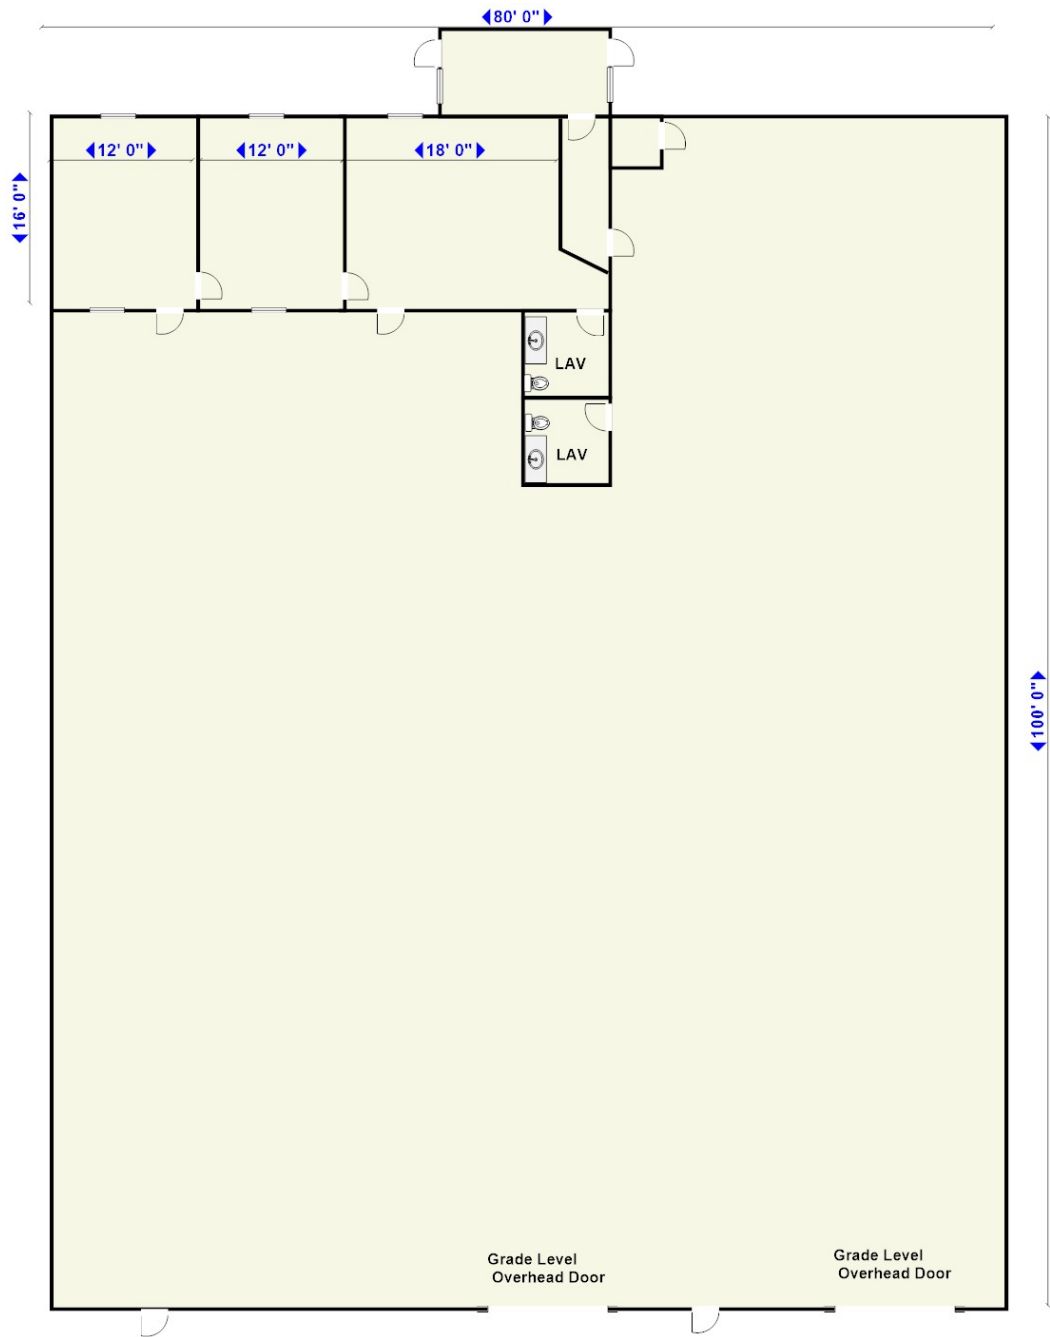 80' 0"
12' 0"
12' 0"
18' 0"
16' 0"
LAV
LAV
100' 0"
Grade Level
Overhead Door
Grade Level
Overhead Door